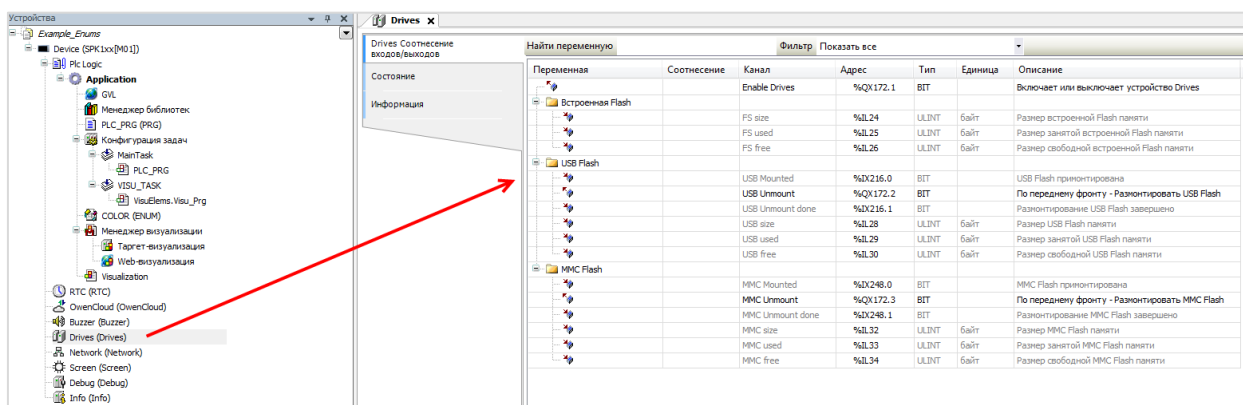 Устройства
Example_Enums
Device (SPK1xx[M01])
Plc Logic
Application
GVL
Менеджер библиотек
PLC_PRG (PRG)
Конфигурация задач
MainTask
PLC_PRG
VISU_TASK
VisuElems.Visu_Prg
COLOR (ENUM)
Менеджер визуализации
Таргет-визуализация
Web-визуализация
Visualization
RTC (RTC)
OwenCloud (OwenCloud)
Buzzer (Buzzer)
Drives (Drives)
Network (Network)
Screen (Screen)
Debug (Debug)
Info (Info)
Drives
Drives Соотнесение
входов/выходов
Состояние
Информация
Найти переменную Фильтр Показать все
Переменная Соотнесение Канал Адрес Тип Единица Описание
Enable Drives %QX172.1 BIT Включает или выключает устройство Drives
Встроенная Flash
FS size %IL24 ULINT байт Размер встроенной Flash памяти
FS used %IL25 ULINT байт Размер занятой встроенной Flash памяти
FS free %IL26 ULINT байт Размер свободной встроенной Flash памяти
USB Flash
USB Mounted %IX216.0 BIT USB Flash примонтирована
USB Unmount %QX172.2 BIT По переднему фронту - Размонтировать USB Flash
USB Unmount done %IX216.1 BIT Размонтирование USB Flash завершено
USB size %IL28 ULINT байт Размер USB Flash памяти
USB used %IL29 ULINT байт Размер занятой USB Flash памяти
USB free %IL30 ULINT байт Размер свободной USB Flash памяти
MMC Flash
MMC Mounted %IX248.0 BIT MMC Flash примонтирована
MMC Unmount %QX172.3 BIT По переднему фронту - Размонтировать MMC Flash
MMC Unmount done %IX248.1 BIT Размонтирование MMC Flash завершено
MMC size %IL32 ULINT байт Размер MMC Flash памяти
MMC used %IL33 ULINT байт Размер занятой MMC Flash памяти
MMC free %IL34 ULINT байт Размер свободной MMC Flash памяти